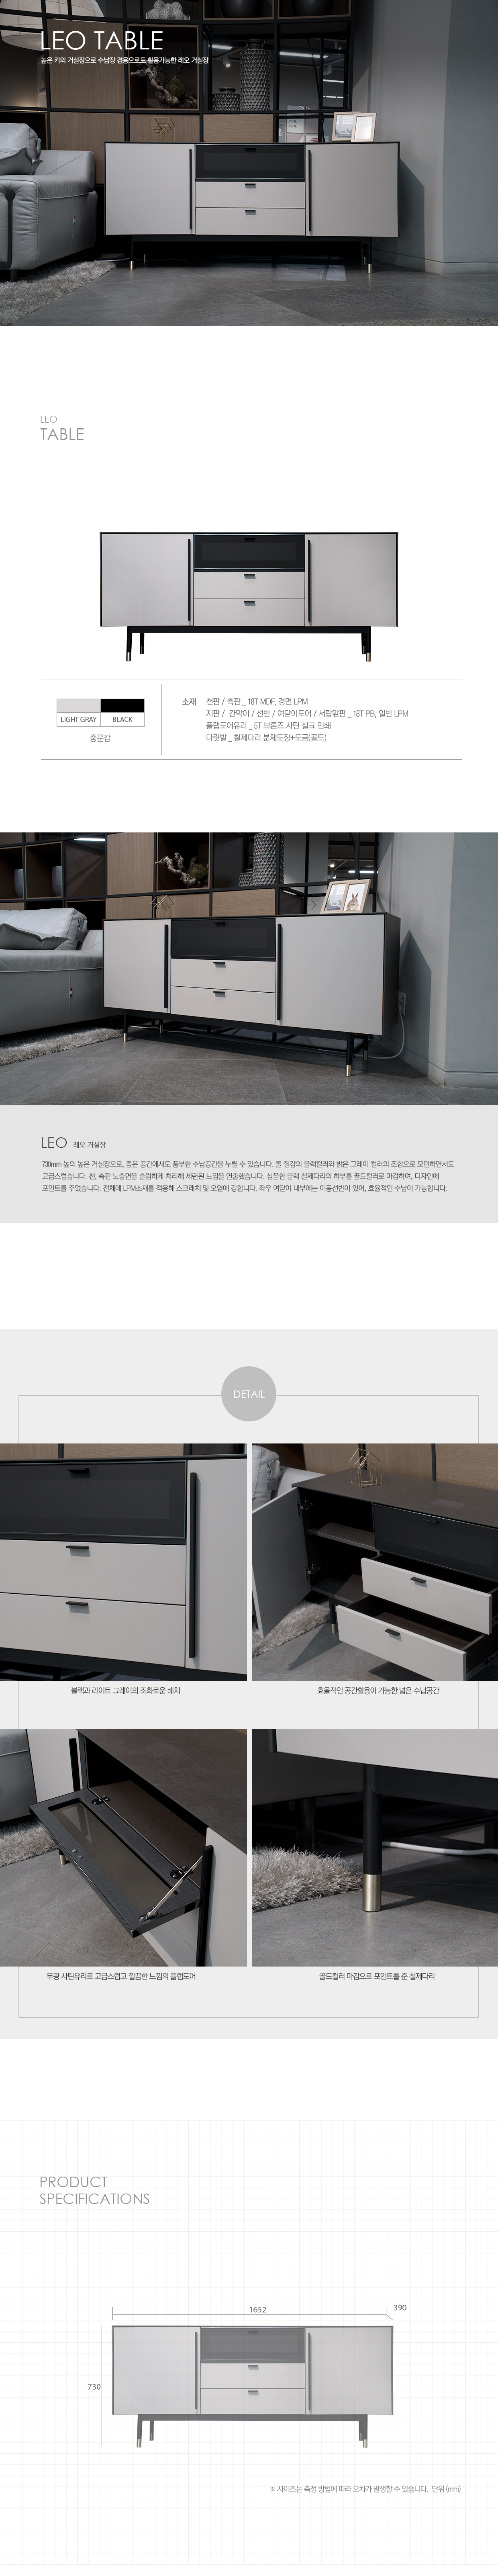 LEO TABLE
높은 키의 거실장으로 수납장 겸용으로도 활용가능한 레오 거실장
LEO
TABLE
LIGHT GRAY BLACK
중문갑
소재 천판 / 측판 _ 18T MDF, 경면 LPM
지판 / 칸막이 / 선반 / 여닫이도어 / 서랍앞판 _ 18T PB, 일반 LPM
플랩도어유리 _ 5T 브론즈 사틴 실크 인쇄
다릿발 _ 철제다리 분체도장+도금(골드)
LEO 레오 거실장
730mm 높의 높은 거실장으로, 좁은 공간에서도 풍부한 수납공간을 누릴 수 있습니다. 돌 질감의 블랙컬러와 밝은 그레이 컬러의 조합으로 모던하면서도
고급스럽습니다. 천, 측판 노출면을 슬림하게 처리해 세련된 느낌을 연출했습니다. 심플한 블랙 철제다리의 하부를 골드컬러로 마감하여, 디자인에
포인트를 주었습니다. 전체에 LPM소재를 적용해 스크래치 및 오염에 강합니다. 좌우 여닫이 내부에는 이동선반이 있어, 효율적인 수납이 가능합니다.
DETAIL
블랙과 라이트 그레이의 조화로운 배치
효율적인 공간활용이 가능한 넓은 수납공간
무광 사틴유리로 고급스럽고 깔끔한 느낌의 플랩도어
골드컬러 마감으로 포인트를 준 철제다리
PRODUCT
SPECIFICATIONS
1652
390
730
※ 사이즈는 측정 방법에 따라 오차가 발생할 수 있습니다. 단위 (mm)